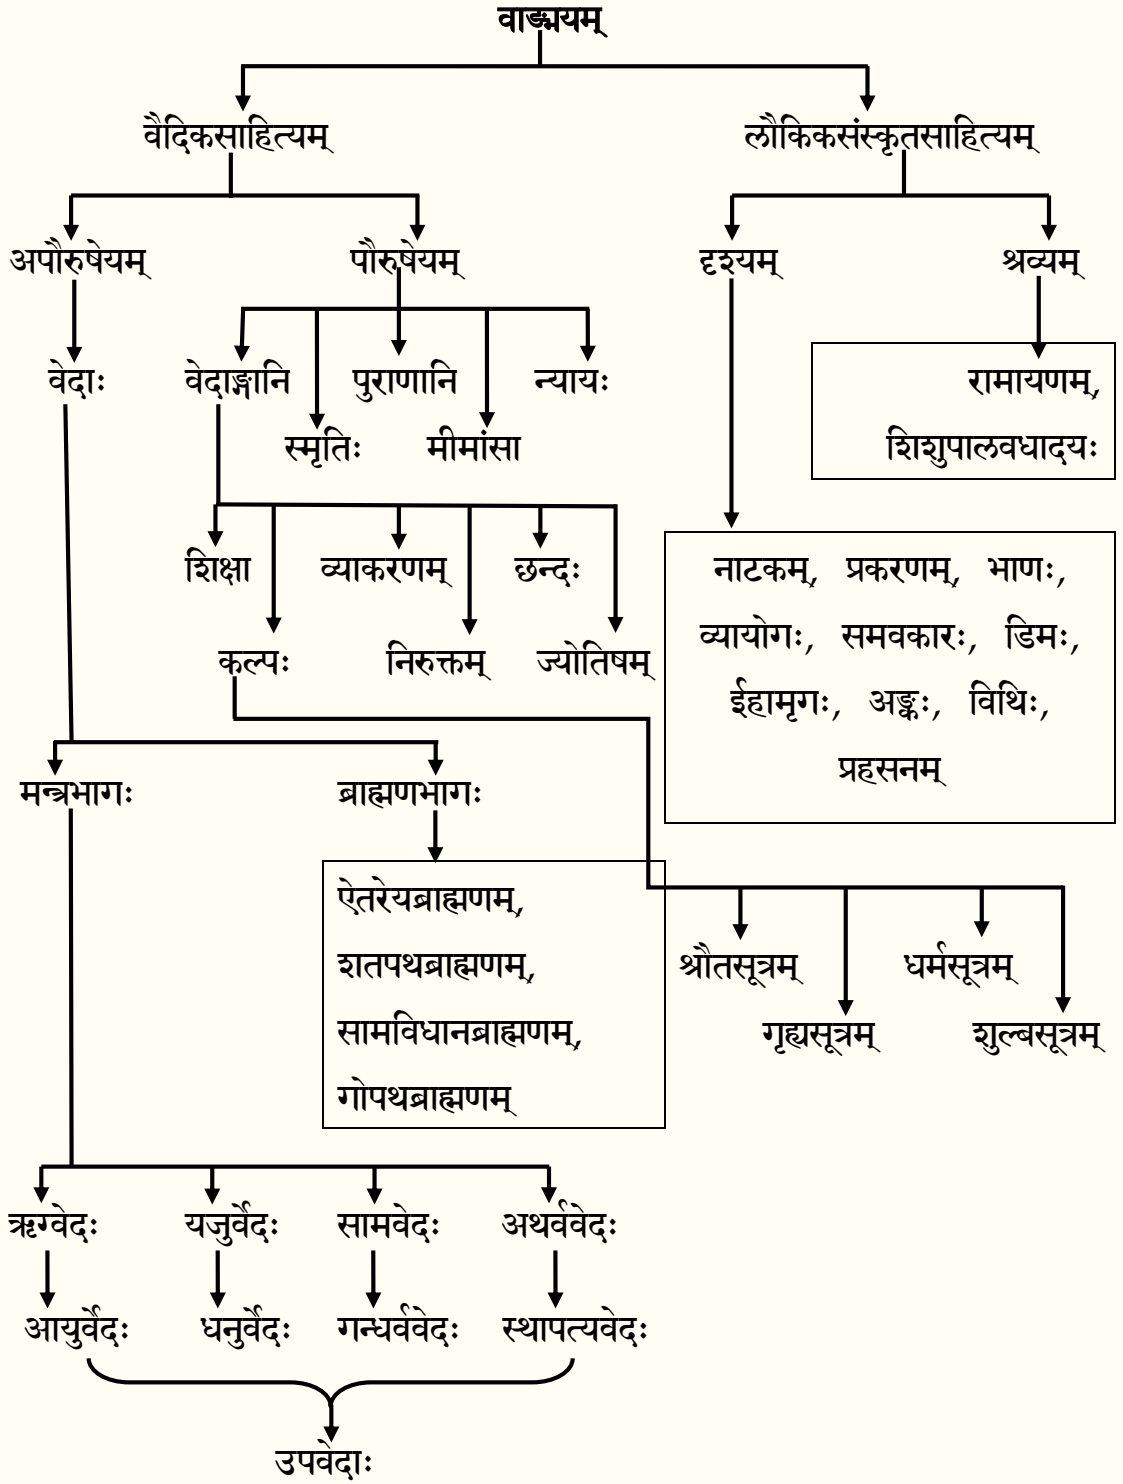 वाङ्मयम्
वैदिकसाहित्यम् लौकिकसंस्कृतसाहित्यम्
अपौरुषेयम् पौरुषेयम् दृश्यम् श्रव्यम्
वेदाः वेदाङ्गानि पुराणानि न्यायः रामायणम्,
स्मृतिः मीमांसा शिशुपालवधादयः
शिक्षा व्याकरणम् छन्दः नाटकम्, प्रकरणम्, भाणः,
व्यायोगः, समवकारः, डिमः,
कल्पः निरुक्तम् ज्योतिषम्
ईहामृगः, अङ्कः, विथिः,
प्रहसनम्
मन्त्रभागः ब्राह्मणभागः
ऐतरेयब्राह्मणम्,
शतपथब्राह्मणम्, श्रौतसूत्रम् धर्मसूत्रम्
सामविधानब्राह्मणम्, गृह्यसूत्रम् शुल्बसूत्रम्
गोपथब्राह्मणम्
ऋग्वेदः यजुर्वेदः सामवेदः अथर्ववेदः
आयुर्वेदः धनुर्वेदः गन्धर्ववेदः स्थापत्यवेदः
उपवेदाः